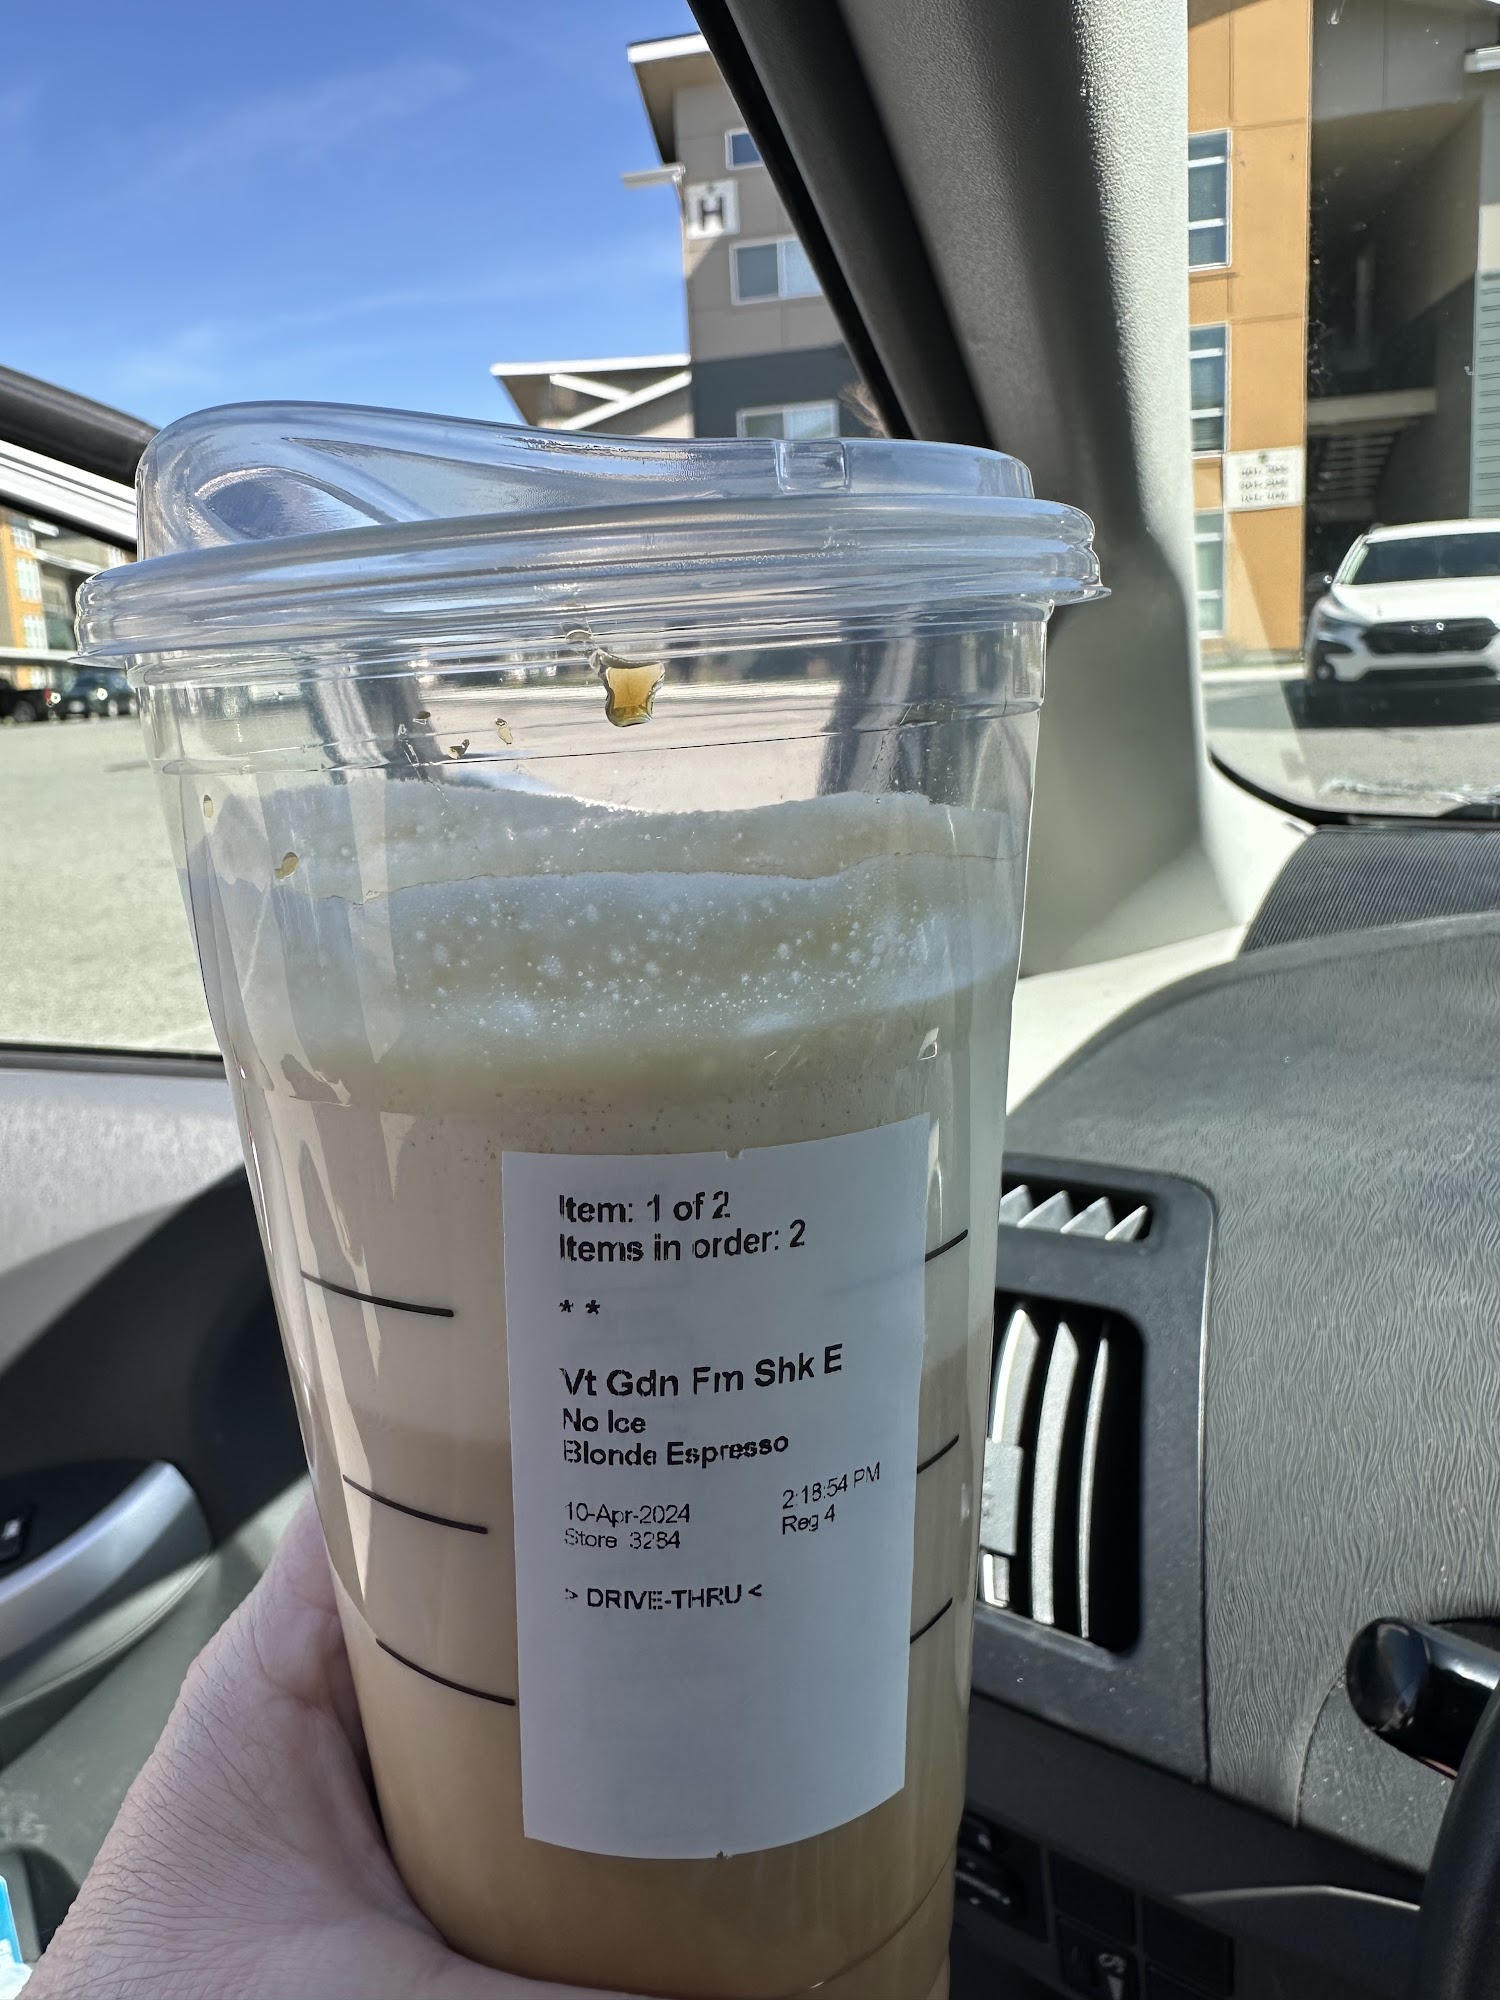 H
Item: 1 of 2
Items in order: 2
* *
Vt Gdn Fm Shk E
No Ice
Blonde Espresso
10-Apr-2024 2:18:54 PM
Store 3284 Reg 4
> DRIVE-THRU <